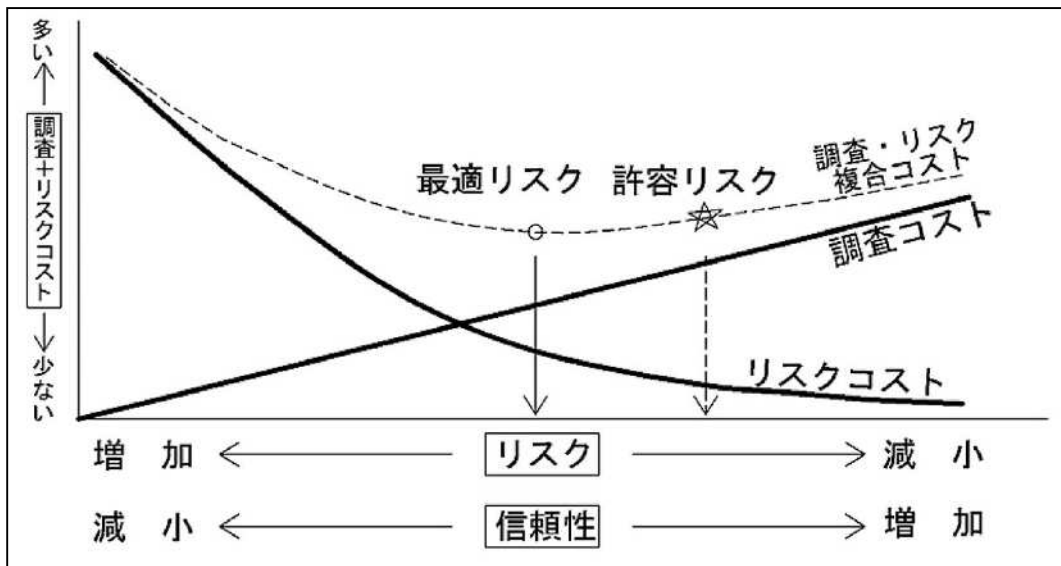 多い
調査+リスクコスト
少ない
最適リスク
許容リスク
調査・リスク
複合コスト
調査コスト
リスクコスト
増 加
リスク
減 小
減 小
信頼性
増 加